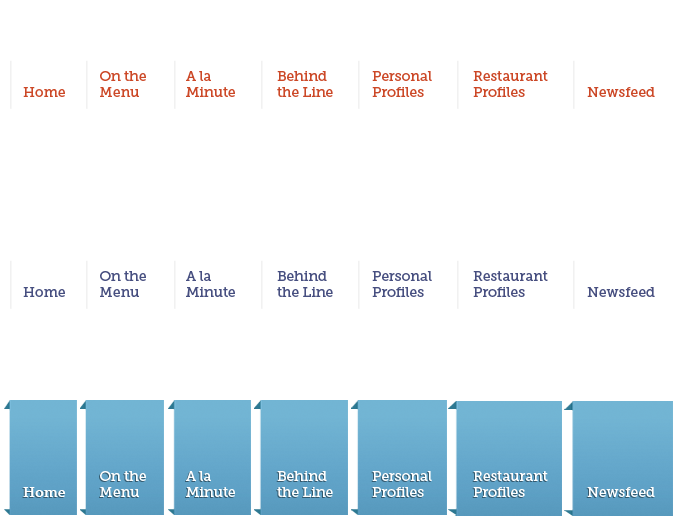 Home
On the
Menu
A la
Minute
Behind
the Line
Personal
Profiles
Restaurant
Profiles
Newsfeed
Home
On the
Menu
A la
Minute
Behind
the Line
Personal
Profiles
Restaurant
Profiles
Newsfeed
Home
On the
Menu
A la
Minute
Behind
the Line
Personal
Profiles
Restaurant
Profiles
Newsfeed